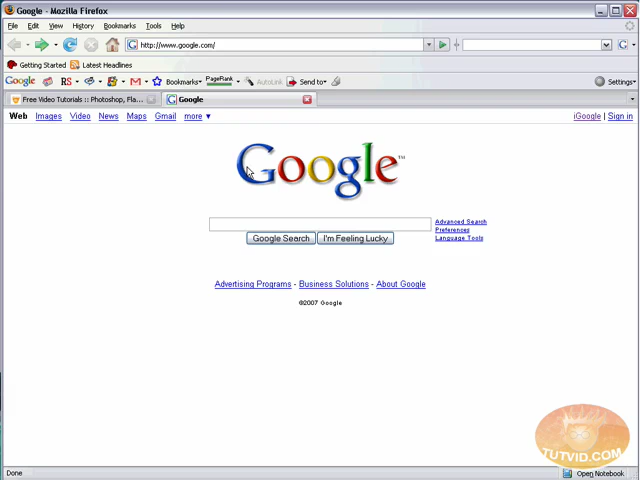 Google - Mozilla Firefox
File Edit View History Bookmarks Tools Help
http://www.google.com/
Getting Started Latest Headlines
Google RS Bookmarks PageRank AutoLink Send to Settings
Free Video Tutorials :: Photoshop, Fla... Google
Web Images Video News Maps Gmail more ▼ iGoogle | Sign in
Google™
Advanced Search
Preferences
Language Tools
Google Search I'm Feeling Lucky
Advertising Programs - Business Solutions - About Google
©2007 Google
TUTVID.COM
Done Open Notebook